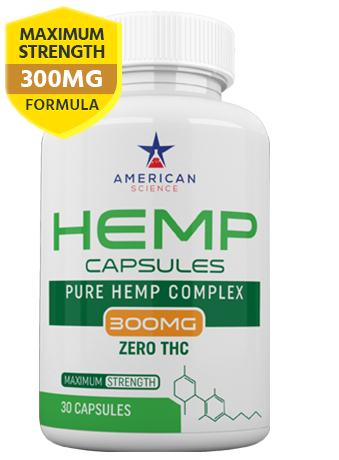 MAXIMUM
STRENGTH
300MG
FORMULA
AMERICAN
SCIENCE
HEMP
CAPSULES
PURE HEMP COMPLEX
300MG
ZERO THC
MAXIMUM STRENGTH
30 CAPSULES